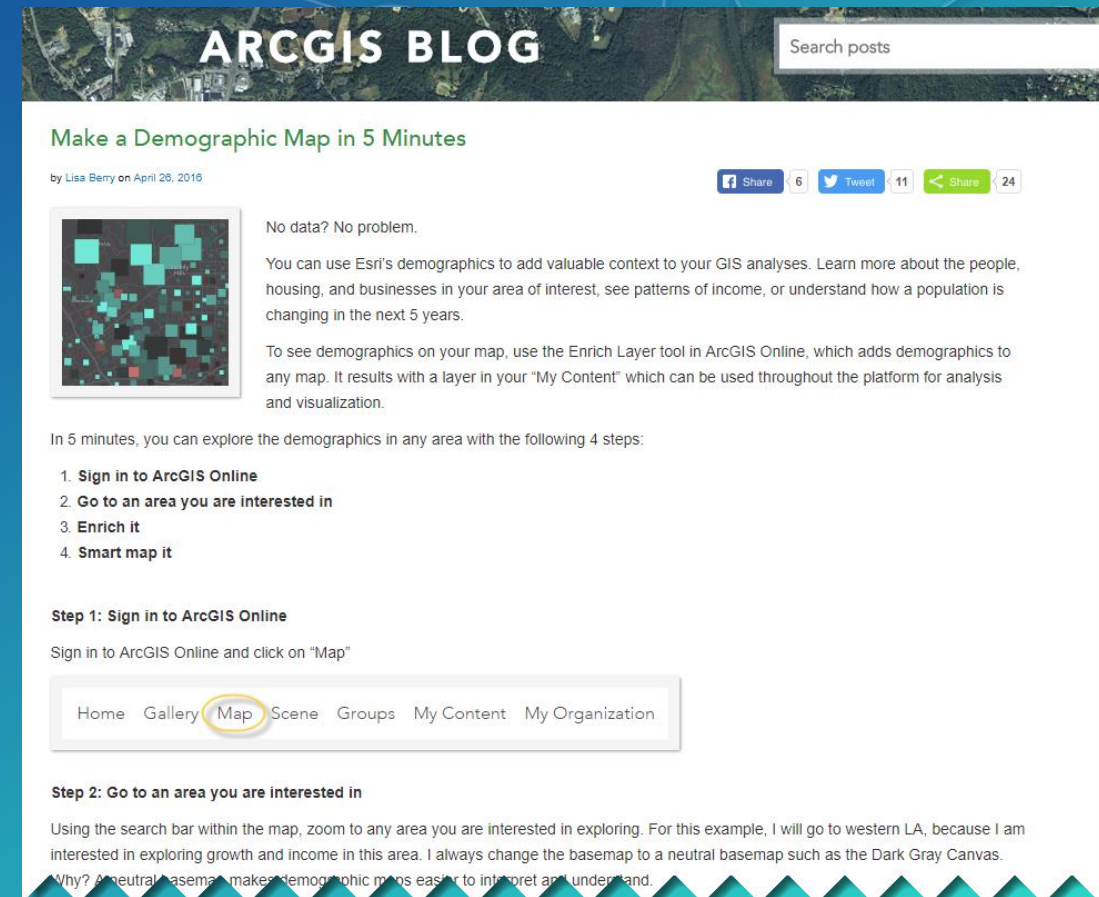 ARCGIS BLOG
Search posts
Make a Demographic Map in 5 Minutes
by Lisa Berry on April 26, 2016
Share 6 Tweet 11 Share 24
No data? No problem.
You can use Esri's demographics to add valuable context to your GIS analyses. Learn more about the people,
housing, and businesses in your area of interest, see patterns of income, or understand how a population is
changing in the next 5 years.
To see demographics on your map, use the Enrich Layer tool in ArcGIS Online, which adds demographics to
any map. It results with a layer in your “My Content” which can be used throughout the platform for analysis
and visualization.
In 5 minutes, you can explore the demographics in any area with the following 4 steps:
1. Sign in to ArcGIS Online
2. Go to an area you are interested in
3. Enrich it
4. Smart map it
Step 1: Sign in to ArcGIS Online
Sign in to ArcGIS Online and click on “Map”
Home Gallery Map Scene Groups My Content My Organization
Step 2: Go to an area you are interested in
Using the search bar within the map, zoom to any area you are interested in exploring. For this example, I will go to western LA, because I am
interested in exploring growth and income in this area. I always change the basemap to a neutral basemap such as the Dark Gray Canvas.
Why? A neutral basemap makes demographic maps easier to interpret and understand.